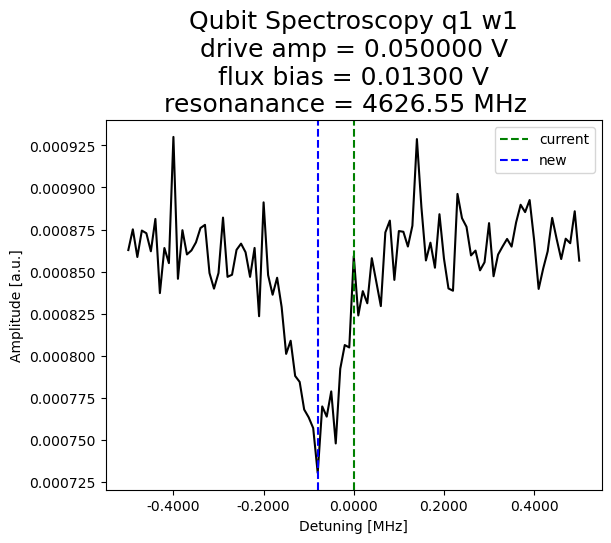 Qubit Spectroscopy q1 w1
drive amp = 0.050000 V
flux bias = 0.01300 V
resonanance = 4626.55 MHz
current
new
0.000925
0.000900
0.000875
0.000850
0.000825
0.000800
0.000775
0.000750
0.000725
Amplitude [a.u.]
-0.4000 -0.2000 0.0000 0.2000 0.4000
Detuning [MHz]